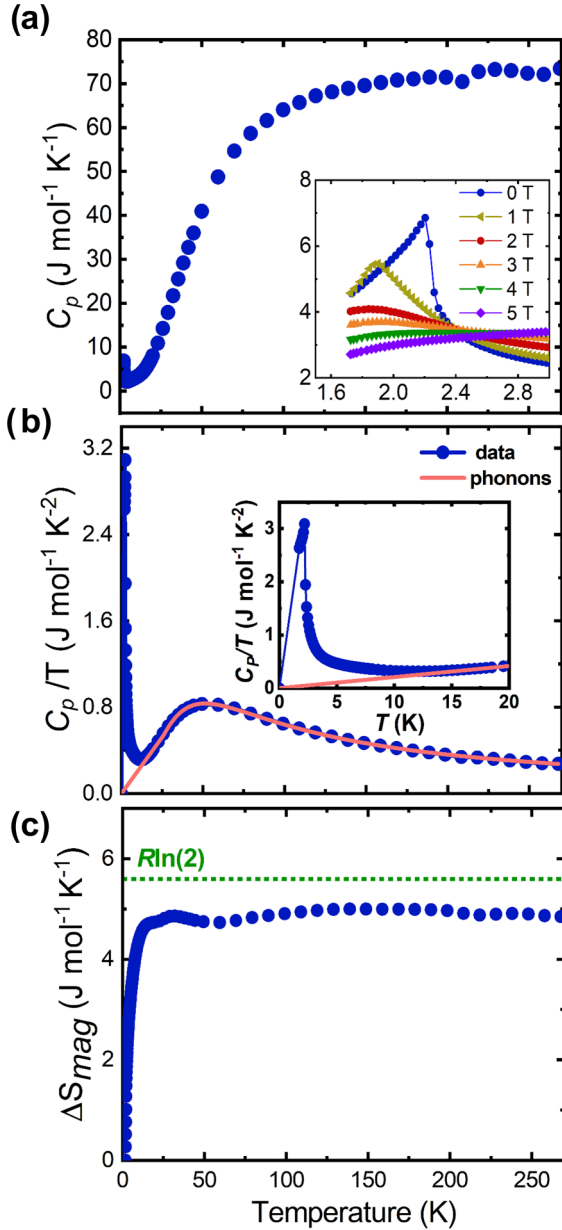 (a)
80
70
60
50
40
30
20
10
0
C_p (J mol⁻¹ K⁻¹)
8
6
4
2
1.6 2.0 2.4 2.8
0 T
1 T
2 T
3 T
4 T
5 T
(b)
3.2
2.4
1.6
0.8
0.0
C_p /T (J mol⁻¹ K⁻²)
data
phonons
3
2
1
0
C_P/T (J mol⁻¹ K⁻²)
0 5 10 15 20
T (K)
(c)
6
4
2
0
ΔS_mag (J mol⁻¹ K⁻¹)
Rln(2)
0 50 100 150 200 250
Temperature (K)